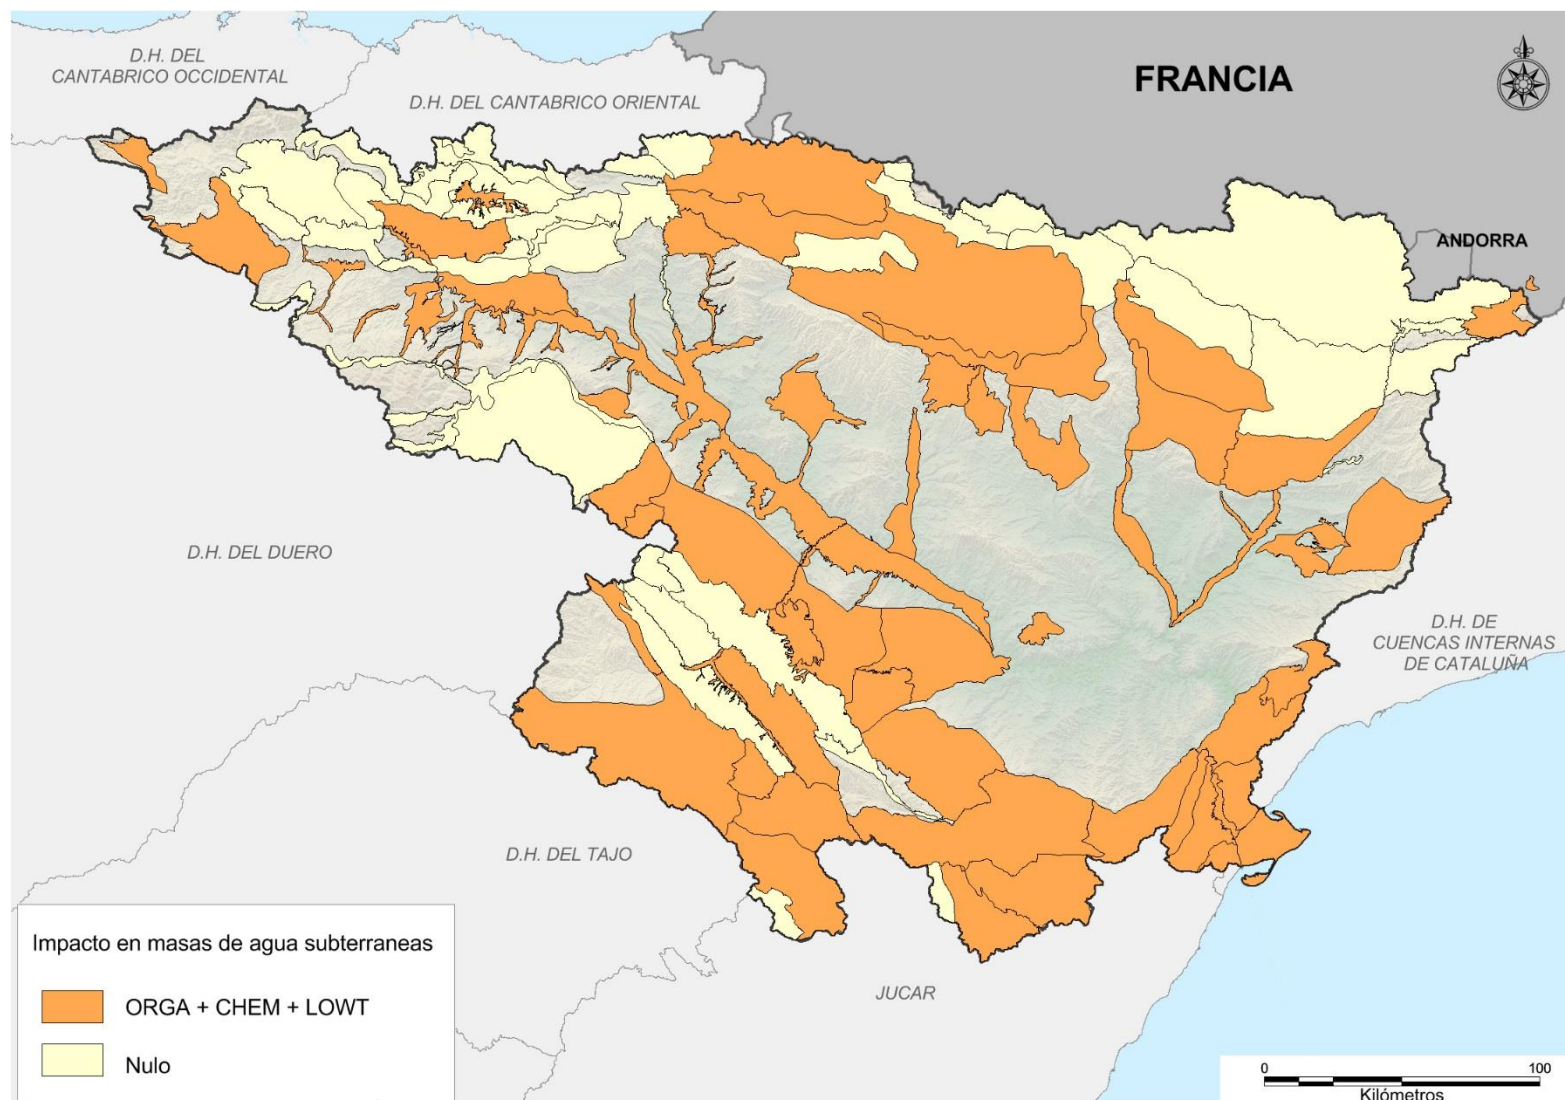 D.H. DEL
CANTABRICO OCCIDENTAL
D.H. DEL CANTABRICO ORIENTAL
FRANCIA
ANDORRA
D.H. DEL DUERO
D.H. DE
CUENCAS INTERNAS
DE CATALUÑA
D.H. DEL TAJO
JUCAR
Impacto en masas de agua subterraneas
ORGA + CHEM + LOWT
Nulo
0 100
Kilómetros